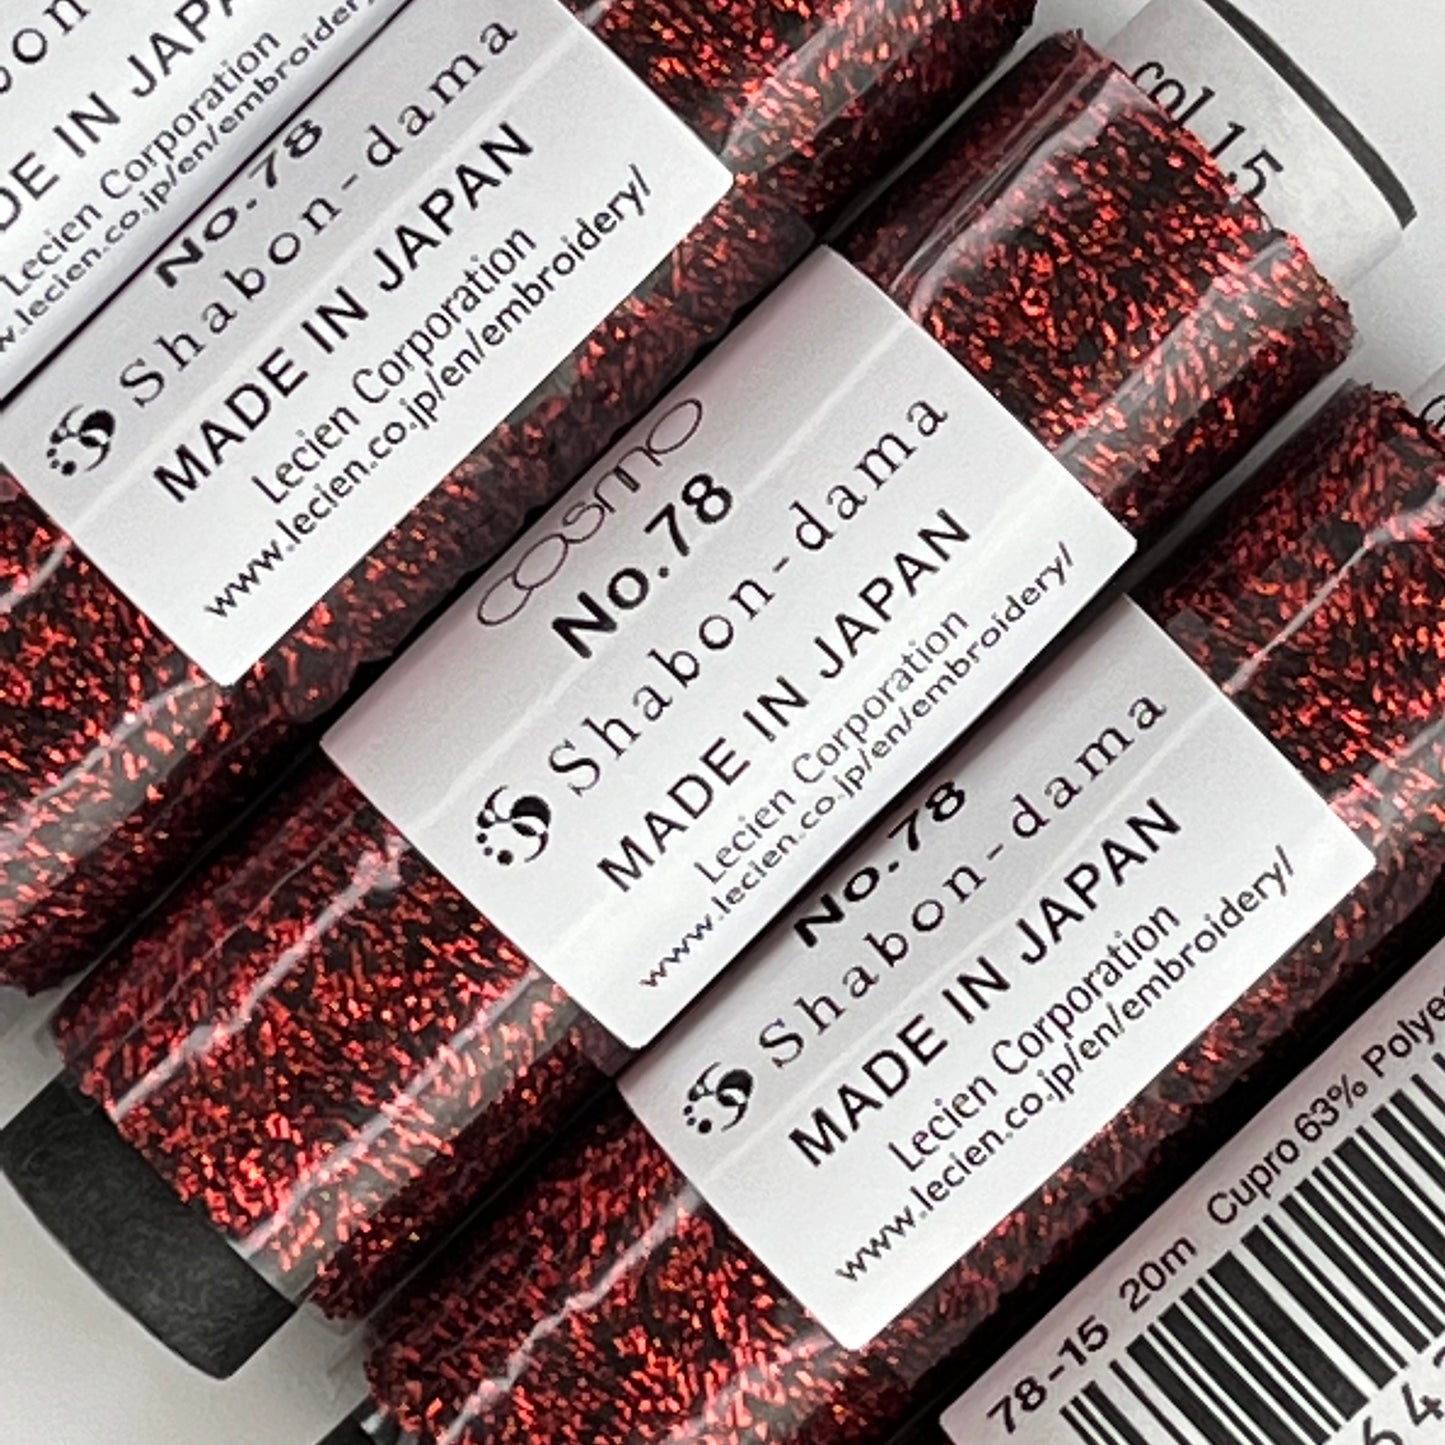 MADE IN JAPA
Lecien Corporation
w.lecien.co.jp/en/embroider
No.78
Shabon-dama
MADE IN JAPAN
Lecien Corporation
www.lecien.co.jp/en/embroidery/
col.15
COSMO
No.78
Shabon-dama
MADE IN JAPAN
Lecien Corporation
www.lecien.co.jp/en/embroidery/
No.78
Shabon-dama
MADE IN JAPAN
Lecien Corporation
www.lecien.co.jp/en/embroidery/
78-15 20m Cupro 63% Polye